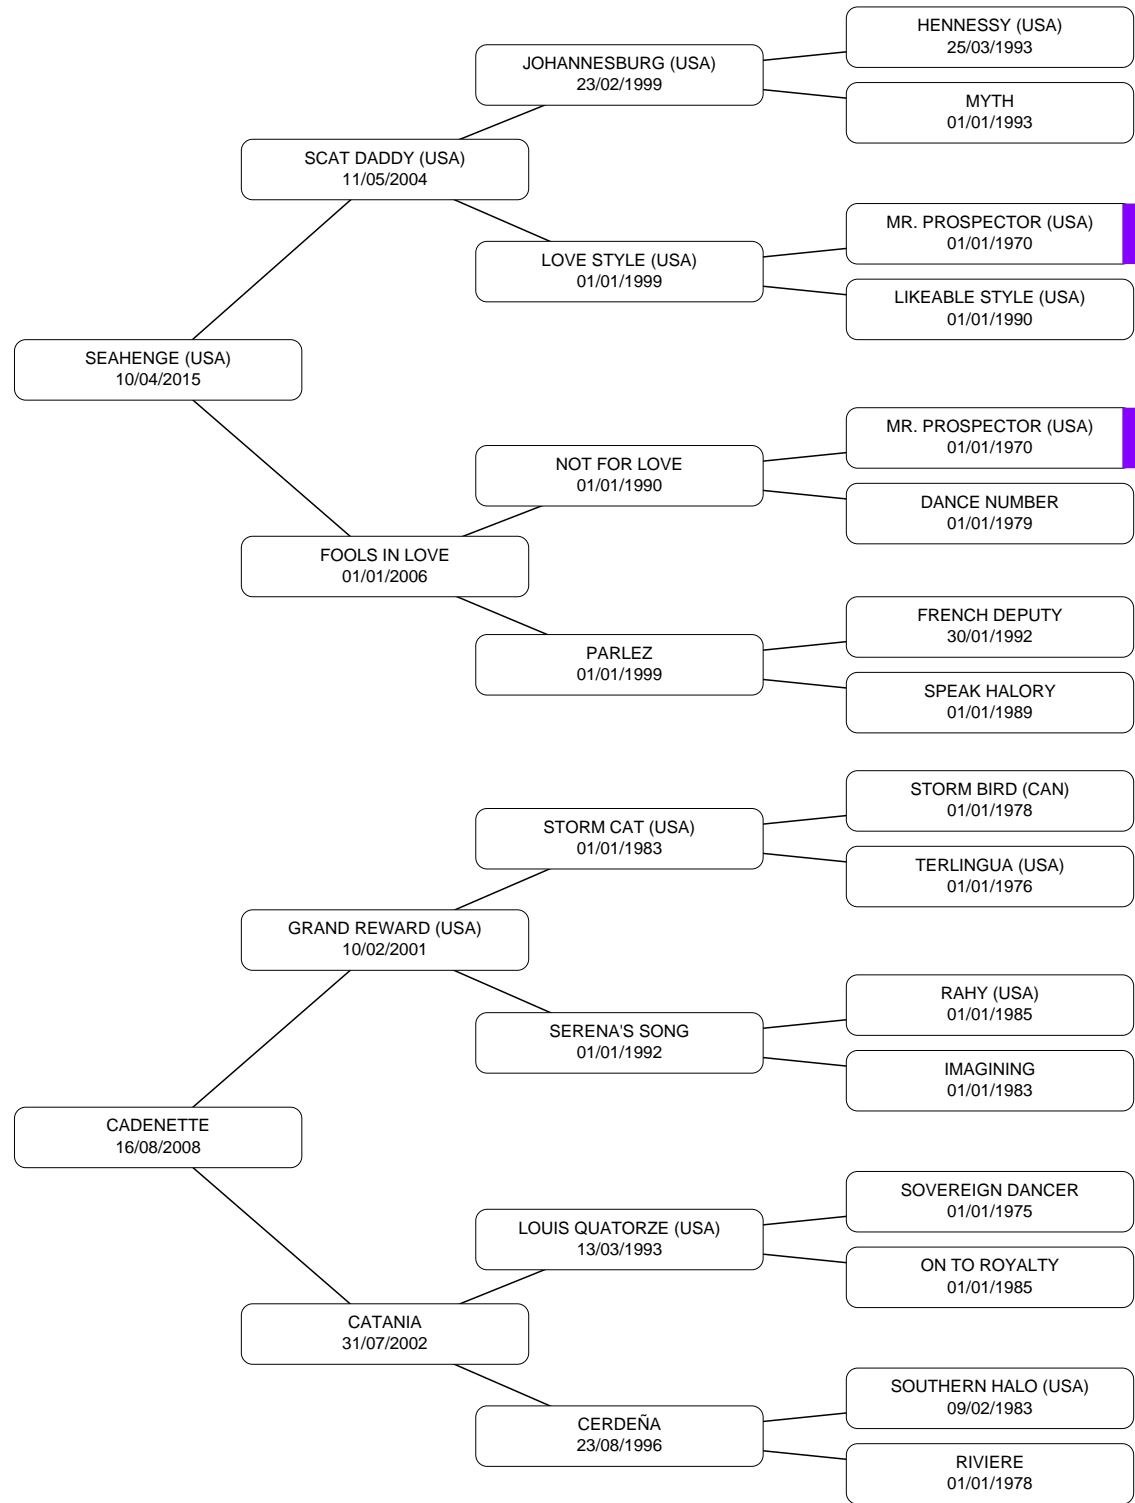 HENNESSY (USA)
25/03/1993
JOHANNESBURG (USA)
23/02/1999
MYTH
01/01/1993
SCAT DADDY (USA)
11/05/2004
MR. PROSPECTOR (USA)
01/01/1970
LOVE STYLE (USA)
01/01/1999
LIKEABLE STYLE (USA)
01/01/1990
SEAHENGE (USA)
10/04/2015
MR. PROSPECTOR (USA)
01/01/1970
NOT FOR LOVE
01/01/1990
DANCE NUMBER
01/01/1979
FOOLS IN LOVE
01/01/2006
FRENCH DEPUTY
30/01/1992
PARLEZ
01/01/1999
SPEAK HALORY
01/01/1989
STORM BIRD (CAN)
01/01/1978
STORM CAT (USA)
01/01/1983
TERLINGUA (USA)
01/01/1976
GRAND REWARD (USA)
10/02/2001
RAHY (USA)
01/01/1985
SERENA'S SONG
01/01/1992
IMAGINING
01/01/1983
CADENETTE
16/08/2008
SOVEREIGN DANCER
01/01/1975
LOUIS QUATORZE (USA)
13/03/1993
ON TO ROYALTY
01/01/1985
CATANIA
31/07/2002
SOUTHERN HALO (USA)
09/02/1983
CERDEÑA
23/08/1996
RIVIERE
01/01/1978